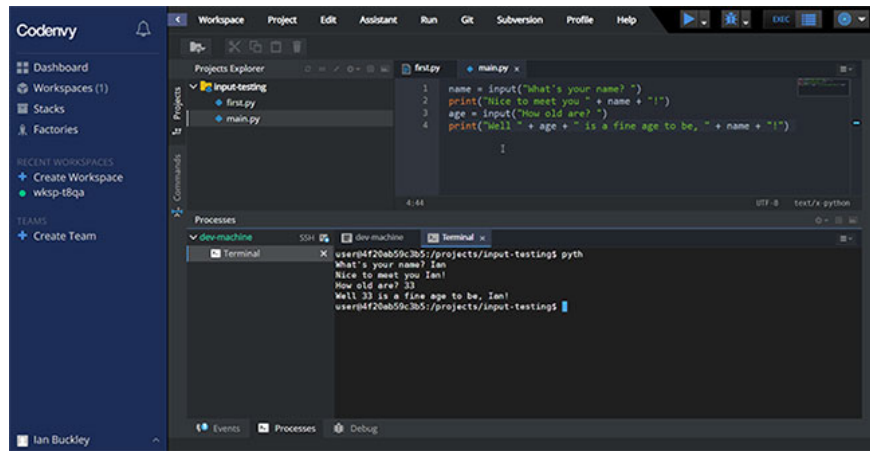 Codenvy
Dashboard
Workspaces (1)
Stacks
Factories
RECENT WORKSPACES
Create Workspace
wksp-t8qa
TEAMS
Create Team
Ian Buckley
Workspace Project Edit Assistant Run Git Subversion Profile Help
EXEC
Projects Explorer
Projects
Commands
input-testing
first.py
main.py
first.py main.py ×
1 name = input("What's your name? ")
2 print("Nice to meet you " + name + "!")
3 age = input("How old are? ")
4 print("Well " + age + " is a fine age to be, " + name + "!")
4:44 UTF-8 text/x-python
Processes
dev-machine SSH
Terminal
dev-machine Terminal ×
user@4f20ab59c3b5:/projects/input-testing$ pyth
What's your name? Ian
Nice to meet you Ian!
How old are? 33
Well 33 is a fine age to be, Ian!
user@4f20ab59c3b5:/projects/input-testing$
Events Processes Debug